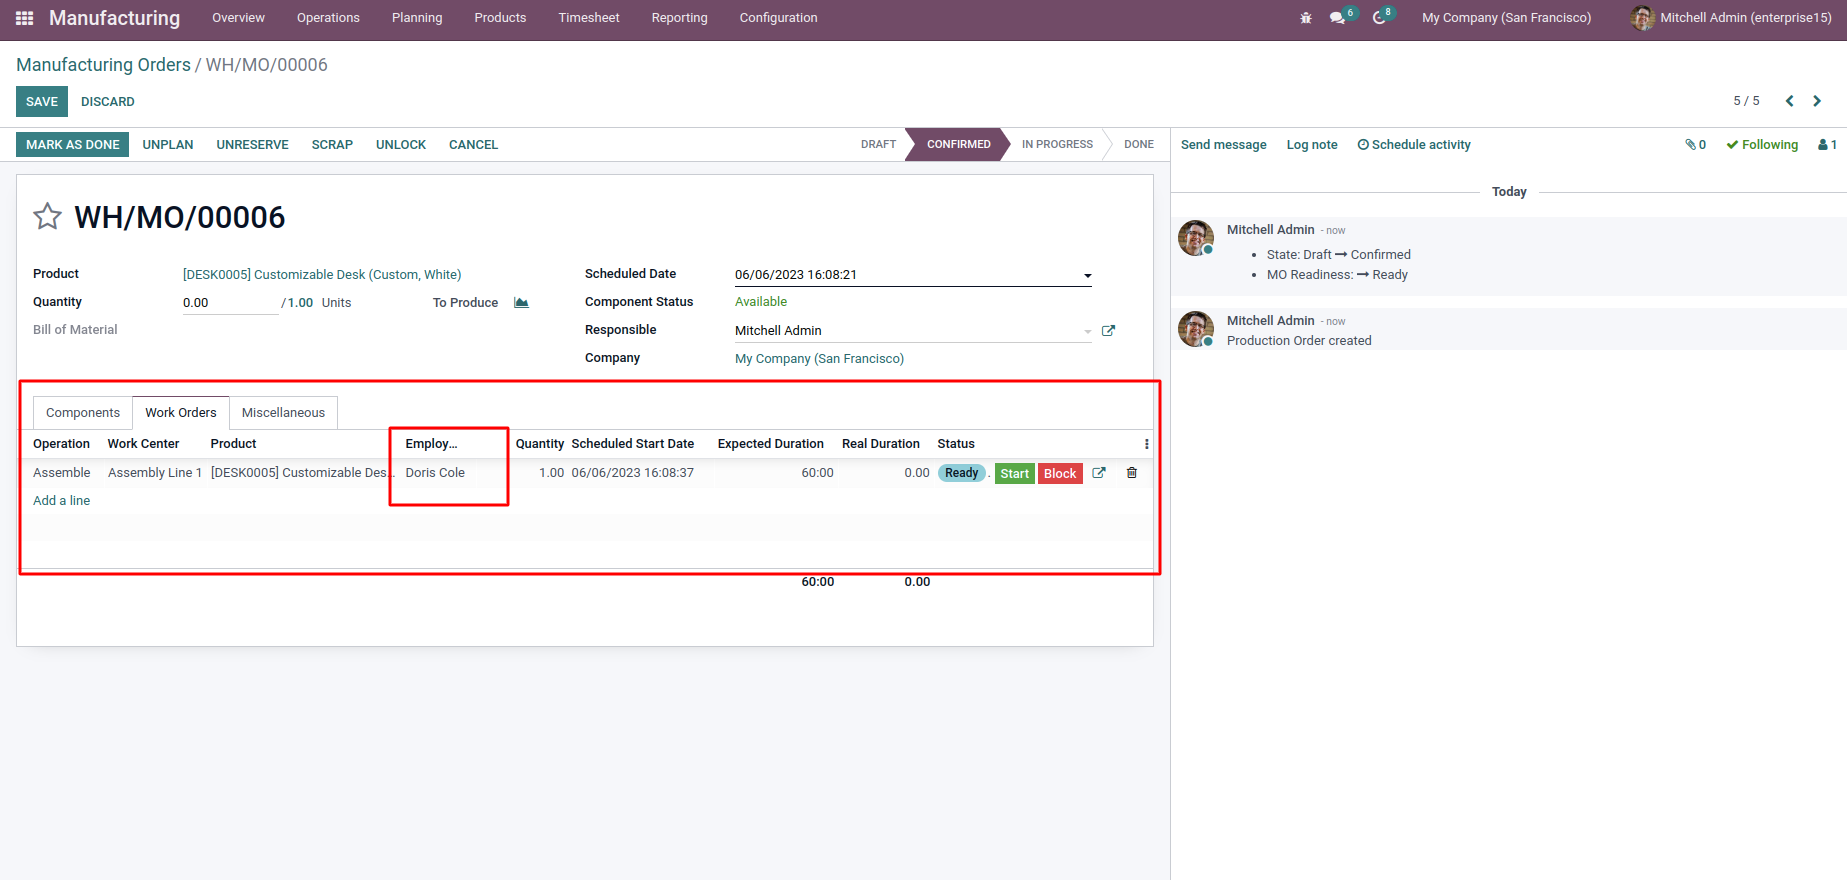 Manufacturing Overview Operations Planning Products Timesheet Reporting Configuration 6 8 My Company (San Francisco) Mitchell Admin (enterprise15)
Manufacturing Orders / WH/MO/00006
SAVE DISCARD 5 / 5
MARK AS DONE UNPLAN UNRESERVE SCRAP UNLOCK CANCEL DRAFT CONFIRMED IN PROGRESS DONE
WH/MO/00006
Product [DESK0005] Customizable Desk (Custom, White)
Quantity 0.00 / 1.00 Units To Produce
Bill of Material
Scheduled Date 06/06/2023 16:08:21
Component Status Available
Responsible Mitchell Admin
Company My Company (San Francisco)
Components Work Orders Miscellaneous
Operation Work Center Product Employ... Quantity Scheduled Start Date Expected Duration Real Duration Status
Assemble Assembly Line 1 [DESK0005] Customizable Des... Doris Cole 1.00 06/06/2023 16:08:37 60:00 0.00 Ready . Start Block
Add a line
60:00 0.00
Send message Log note Schedule activity 0 Following 1
Today
Mitchell Admin - now
• State: Draft → Confirmed
• MO Readiness: → Ready
Mitchell Admin - now
Production Order created